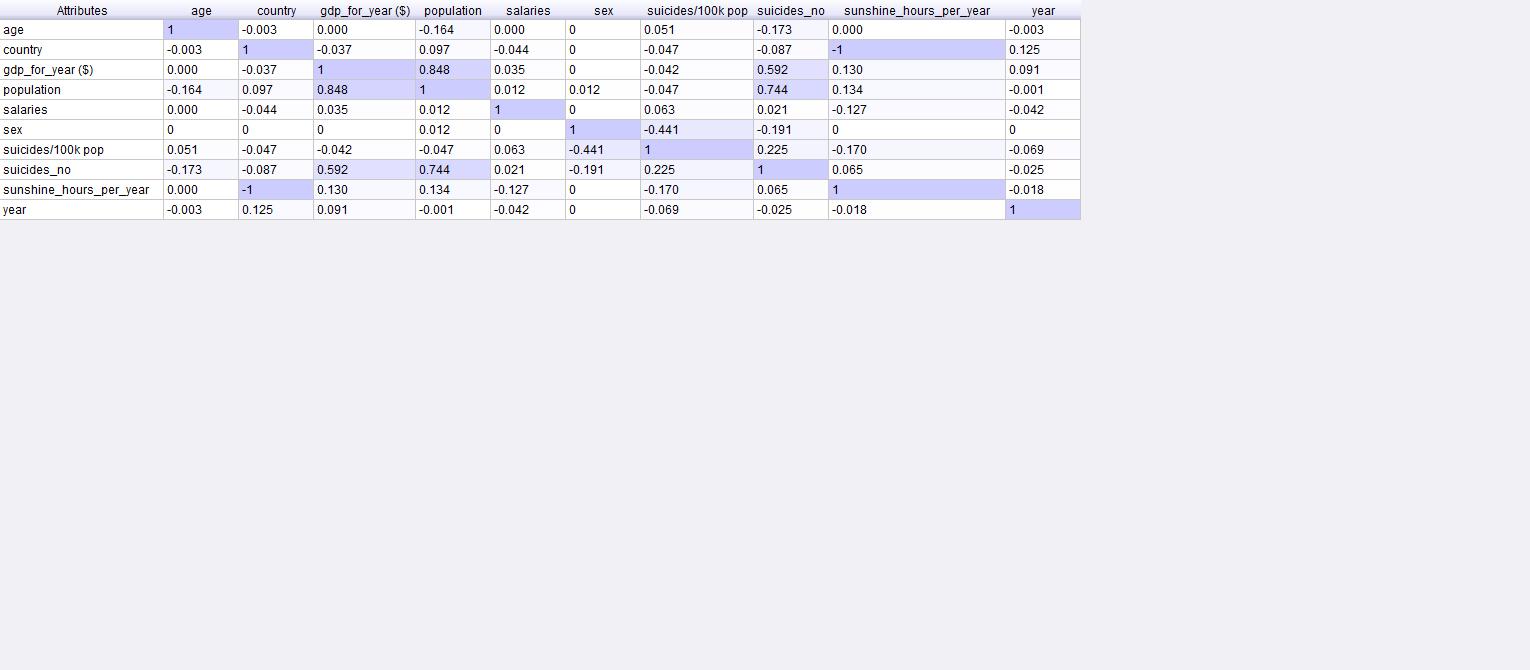 Attributes age country gdp_for_year ($) population salaries sex suicides/100k pop suicides_no sunshine_hours_per_year year
age 1 -0.003 0.000 -0.164 0.000 0 0.051 -0.173 0.000 -0.003
country -0.003 1 -0.037 0.097 -0.044 0 -0.047 -0.087 -1 0.125
gdp_for_year ($) 0.000 -0.037 1 0.848 0.035 0 -0.042 0.592 0.130 0.091
population -0.164 0.097 0.848 1 0.012 0.012 -0.047 0.744 0.134 -0.001
salaries 0.000 -0.044 0.035 0.012 1 0 0.063 0.021 -0.127 -0.042
sex 0 0 0 0.012 0 1 -0.441 -0.191 0 0
suicides/100k pop 0.051 -0.047 -0.042 -0.047 0.063 -0.441 1 0.225 -0.170 -0.069
suicides_no -0.173 -0.087 0.592 0.744 0.021 -0.191 0.225 1 0.065 -0.025
sunshine_hours_per_year 0.000 -1 0.130 0.134 -0.127 0 -0.170 0.065 1 -0.018
year -0.003 0.125 0.091 -0.001 -0.042 0 -0.069 -0.025 -0.018 1